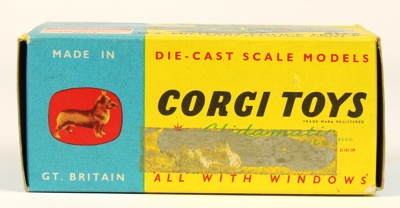 MADE IN
DIE-CAST SCALE MODELS
CORGI TOYS
TRADE MARK REGISTERED
GT. BRITAIN
ALL WITH WINDOWS